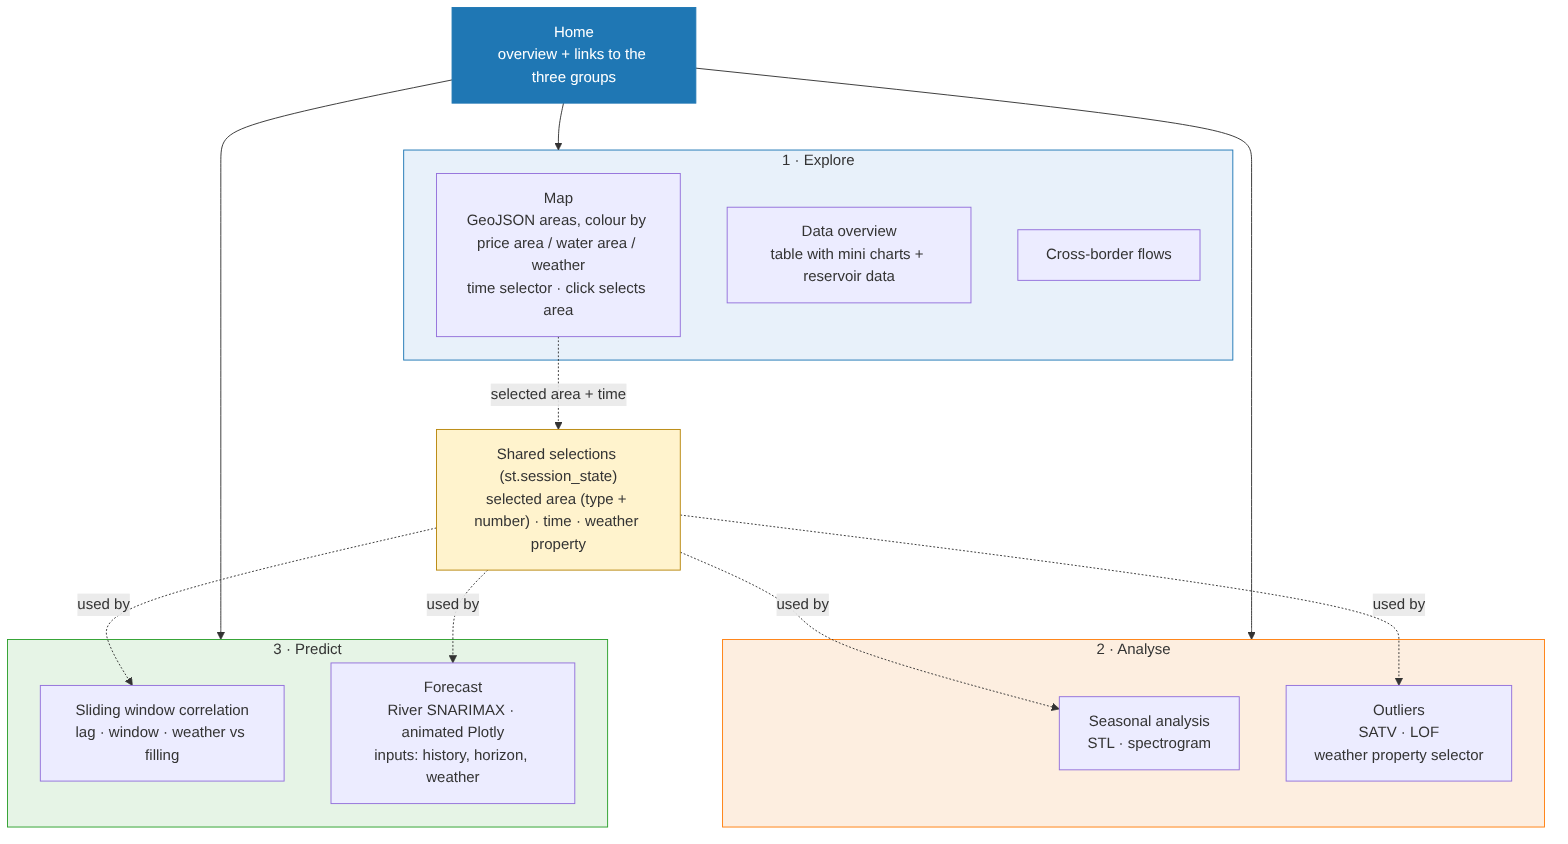 Home
overview + links to the
three groups
1 · Explore
Map
GeoJSON areas, colour by
price area / water area /
weather
time selector · click selects
area
Data overview
table with mini charts +
reservoir data
Cross-border flows
selected area + time
Shared selections
(st.session_state)
selected area (type +
number) · time · weather
property
used by
used by
used by
used by
3 · Predict
Sliding window correlation
lag · window · weather vs
filling
Forecast
River SNARIMAX ·
animated Plotly
inputs: history, horizon,
weather
2 · Analyse
Seasonal analysis
STL · spectrogram
Outliers
SATV · LOF
weather property selector